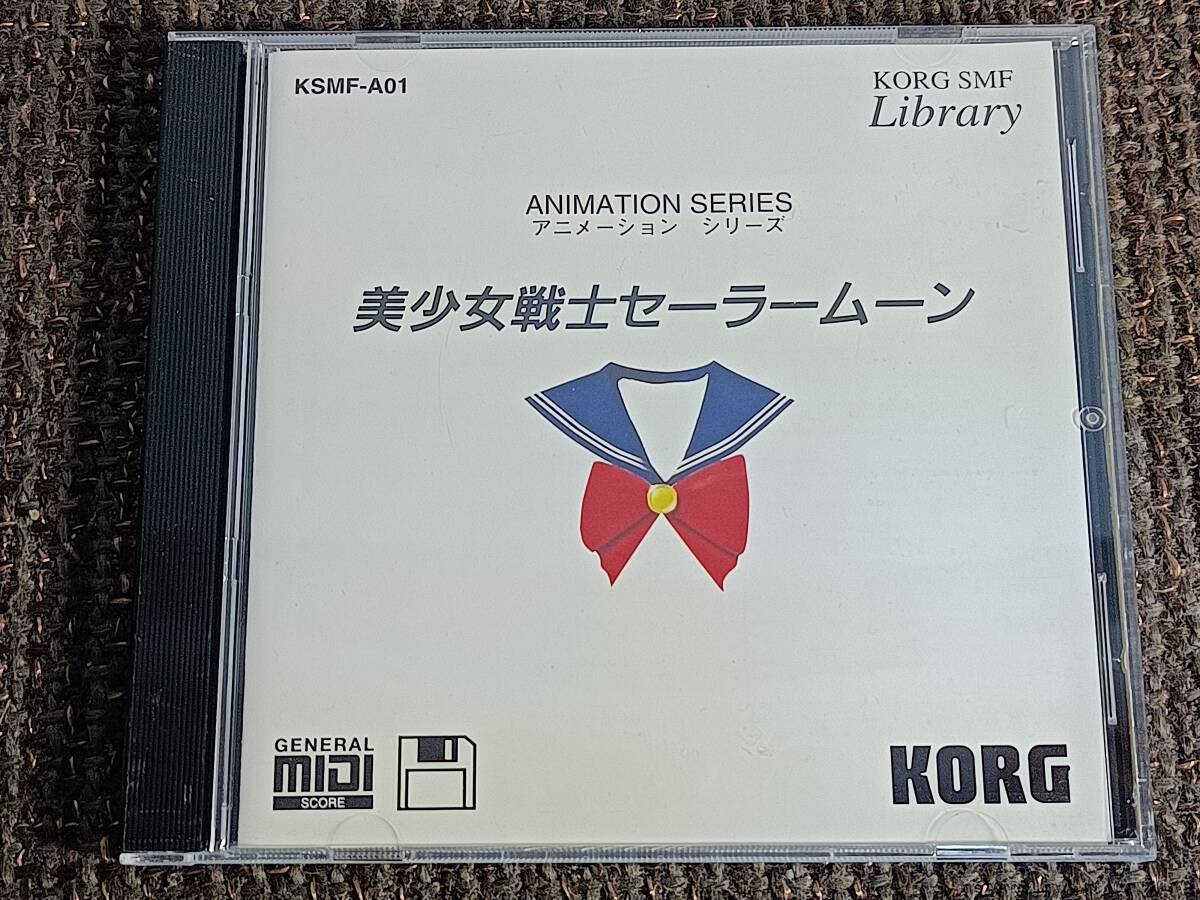 KSMF-A01
KORG SMF
Library
ANIMATION SERIES
アニメーション シリーズ
美少女戦士セーラームーン
GENERAL
MIDI
SCORE
KORG